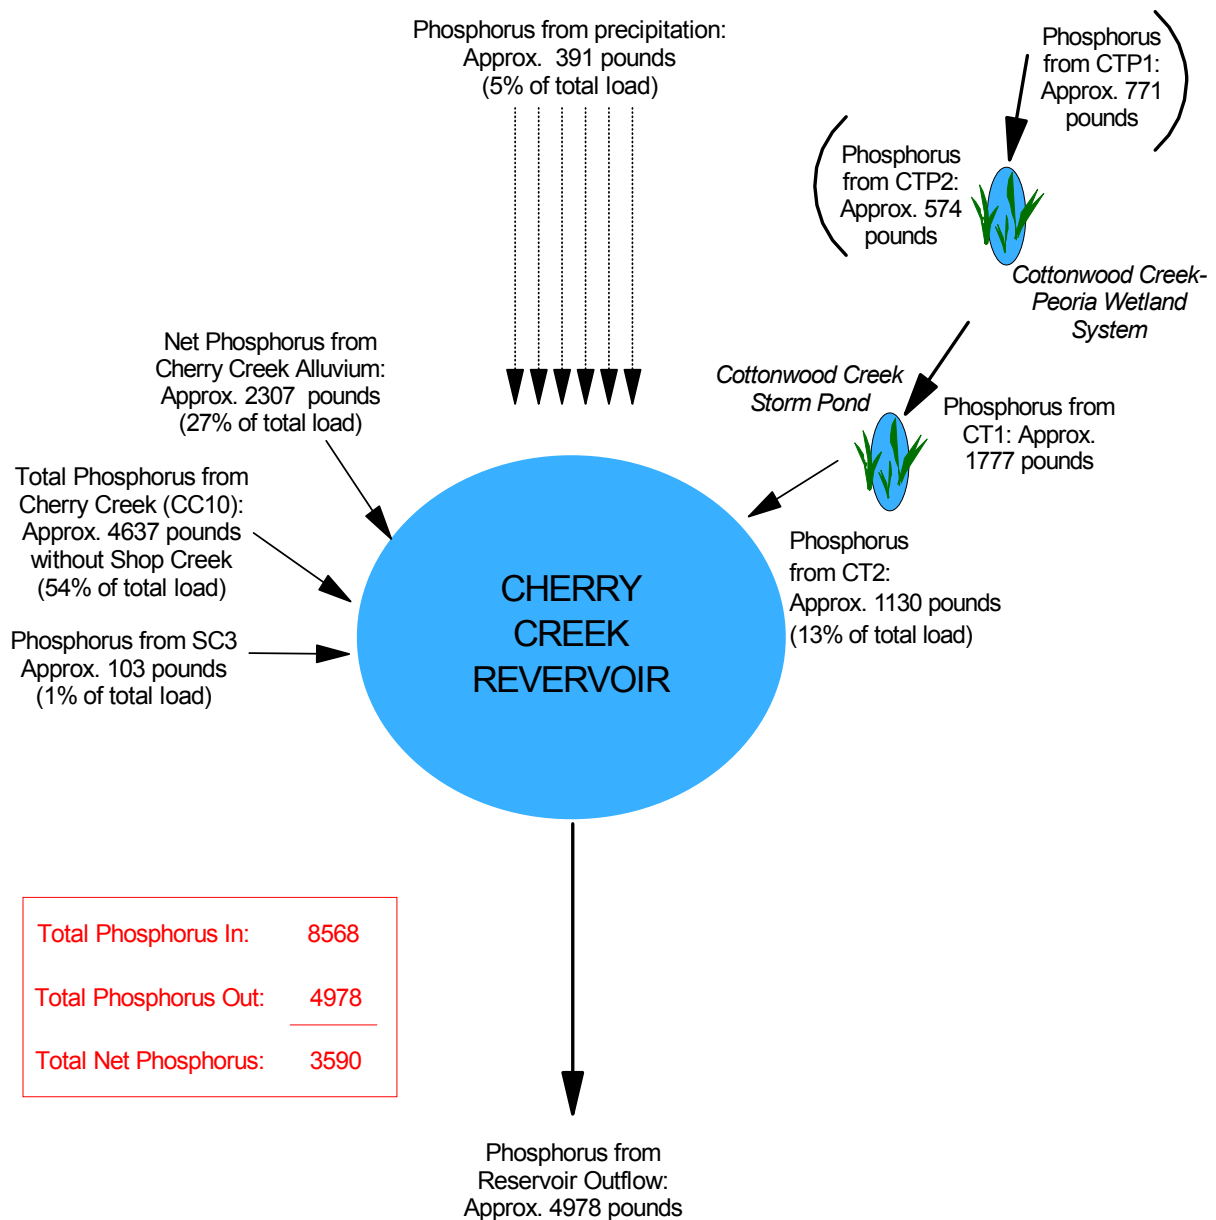 Phosphorus from precipitation:
Approx.  391 pounds
(5% of total load)
Phosphorus
from CTP1:
Approx. 771
pounds
Phosphorus
from CTP2:
Approx. 574
pounds
Cottonwood Creek-
Peoria Wetland
System
Net Phosphorus from
Cherry Creek Alluvium:
Approx. 2307  pounds
(27% of total load)
Cottonwood Creek
Storm Pond
Phosphorus from
CT1: Approx.
1777 pounds
Total Phosphorus from
Cherry Creek (CC10):
Approx. 4637 pounds
without Shop Creek
(54% of total load)
Phosphorus
from CT2:
Approx. 1130 pounds
(13% of total load)
Phosphorus from SC3
Approx. 103 pounds
(1% of total load)
CHERRY
CREEK
REVERVOIR
Total Phosphorus In: 8568
Total Phosphorus Out: 4978
Total Net Phosphorus: 3590
Phosphorus from
Reservoir Outflow:
Approx. 4978 pounds